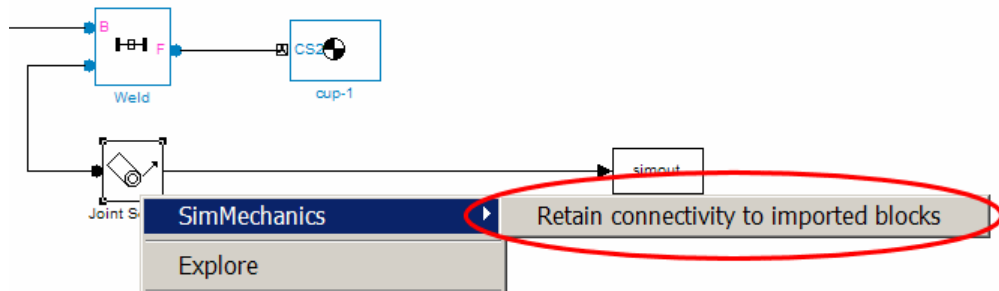 B
F
CS2
Weld
cup-1
simout
Joint S
SimMechanics
Retain connectivity to imported blocks
Explore